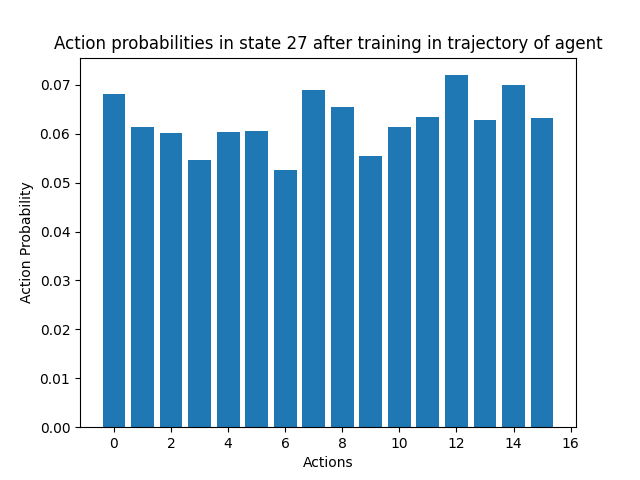 Action probabilities in state 27 after training in trajectory of agent
0.07
0.06
0.05
0.04
0.03
0.02
0.01
0.00
Action Probability
0 2 4 6 8 10 12 14 16
Actions